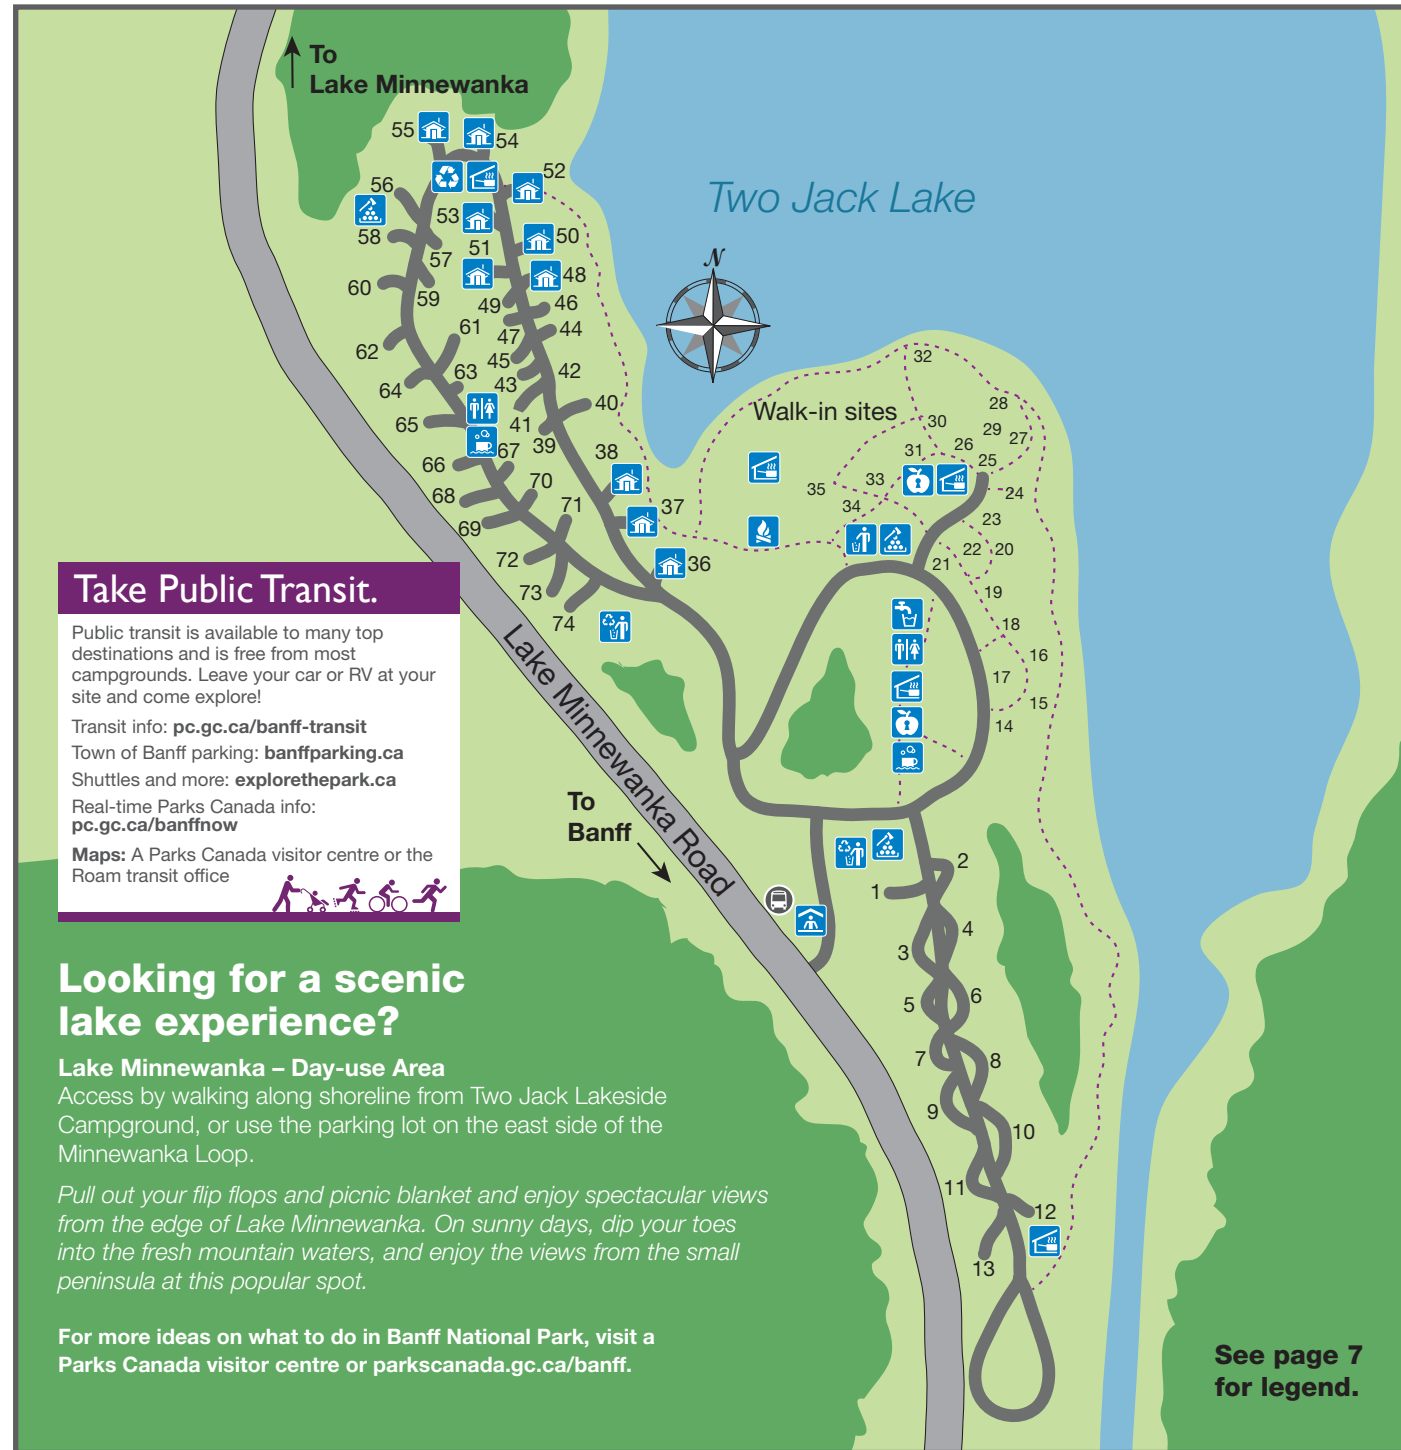 To
Lake Minnewanka
55
54
52
56
53
58
51
50
57
60
48
59
49
46
61
47
44
62
45
42
63
43
64
40
65
41
39
67
38
66
70
68
71
37
69
72
36
73
74
Two Jack Lake
N
Walk-in sites
32
28
30
29
27
26
31
25
33
35
24
34
23
22
20
21
19
18
16
17
15
14
Take Public Transit.
Public transit is available to many top
destinations and is free from most
campgrounds. Leave your car or RV at your
site and come explore!
Transit info: pc.gc.ca/banff-transit
Town of Banff parking: banffparking.ca
Shuttles and more: explorethepark.ca
Real-time Parks Canada info:
pc.gc.ca/banffnow
Maps: A Parks Canada visitor centre or the
Roam transit office
Lake Minnewanka Road
To
Banff
2
1
4
3
6
5
7
8
9
10
11
12
13
Looking for a scenic
lake experience?
Lake Minnewanka – Day-use Area
Access by walking along shoreline from Two Jack Lakeside
Campground, or use the parking lot on the east side of the
Minnewanka Loop.
Pull out your flip flops and picnic blanket and enjoy spectacular views
from the edge of Lake Minnewanka. On sunny days, dip your toes
into the fresh mountain waters, and enjoy the views from the small
peninsula at this popular spot.
For more ideas on what to do in Banff National Park, visit a
Parks Canada visitor centre or parkscanada.gc.ca/banff.
See page 7
for legend.